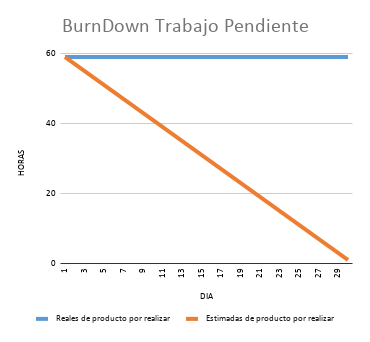 BurnDown Trabajo Pendiente
60
40
20
0
HORAS
1 3 5 7 9 11 13 15 17 19 21 23 25 27 29
DIA
Reales de producto por realizar Estimadas de producto por realizar